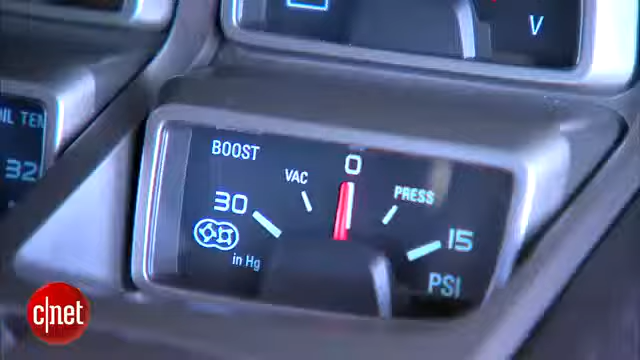 V
OIL TEM
32
BOOST
0
VAC
PRESS
30
15
in Hg
PSI
c|net